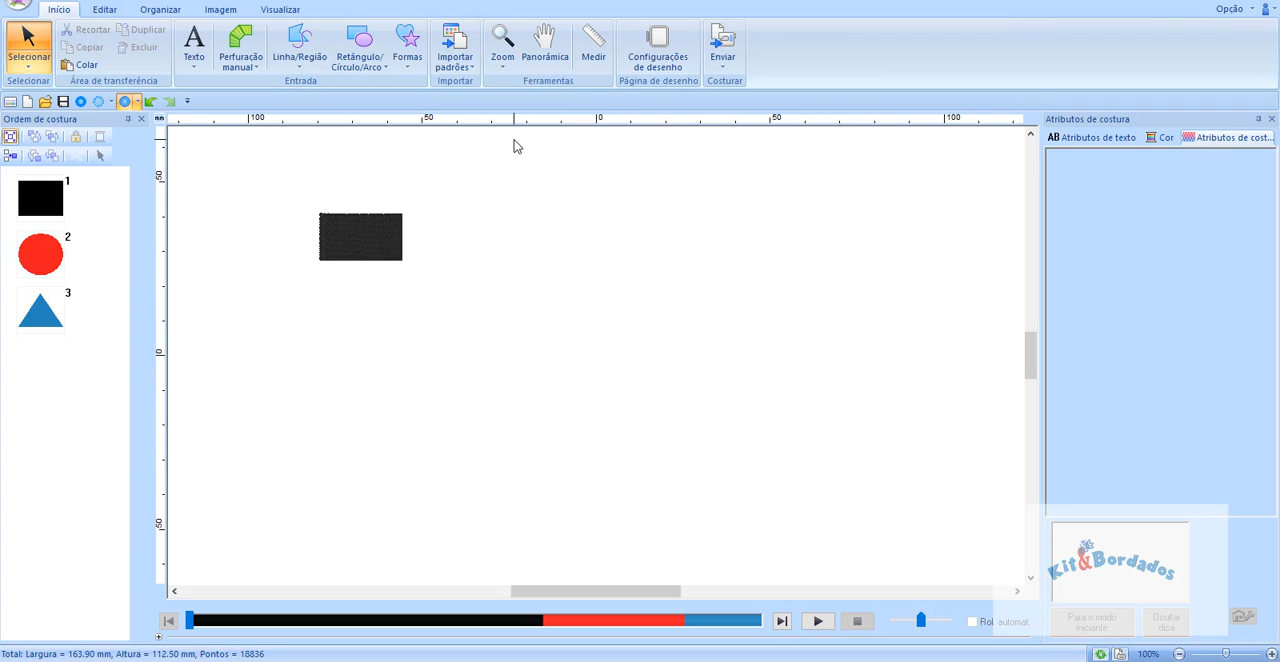 Início Editar Organizar Imagem Visualizar Opção
Selecionar
Recortar Duplicar
Copiar Excluir
Colar
Texto
Perfuração manual
Linha/Região
Retângulo/ Círculo/Arco
Formas
Importar padrões
Zoom
Panorâmica
Medir
Configurações de desenho
Enviar
Selecionar Área de transferência Entrada Importar Ferramentas Página de desenho Costurar
Ordem de costura
mm 100 50 0 50 100
Atributos de costura
AB Atributos de texto Cor Atributos de cost...
1
2
3
50
0
50
Kit&Bordados
Para o modo iniciante
Ocultar dica
Total: Largura = 163.90 mm, Altura = 112.50 mm, Pontos = 18836
100%